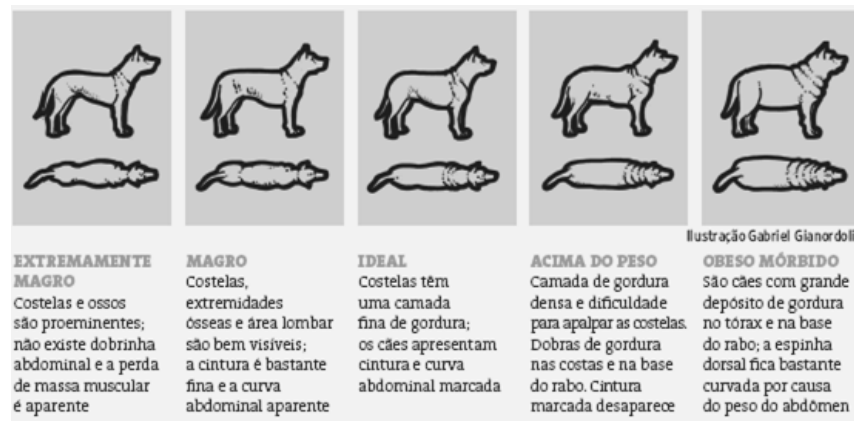 Ilustração Gabriel Gianordoli
EXTREMAMENTE
MAGRO
Costelas e ossos
são proeminentes;
não existe dobrinha
abdominal e a perda
de massa muscular
é aparente
MAGRO
Costelas,
extremidades
ósseas e área lombar
são bem visíveis;
a cintura é bastante
fina e a curva
abdominal aparente
IDEAL
Costelas têm
uma camada
fina de gordura;
os cães apresentam
cintura e curva
abdominal marcada
ACIMA DO PESO
Camada de gordura
densa e dificuldade
para apalpar as costelas.
Dobras de gordura
nas costas e na base
do rabo. Cintura
marcada desaparece
OBESO MÓRBIDO
São cães com grande
depósito de gordura
no tórax e na base
do rabo; a espinha
dorsal fica bastante
curvada por causa
do peso do abdômen